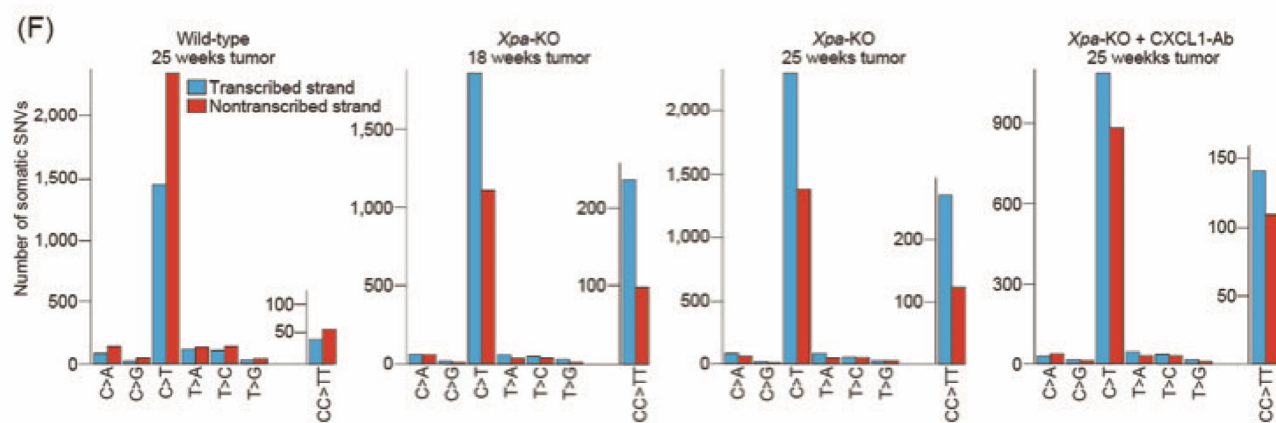 (F)
Wild-type
25 weeks tumor
Transcribed strand
Nontranscribed strand
Number of somatic SNVs
2,000
1,500
1,000
500
0
100
50
C>A
C>G
C>T
T>A
T>C
T>G
CC>TT
Xpa-KO
18 weeks tumor
1,500
1,000
500
0
200
100
C>A
C>G
C>T
T>A
T>C
T>G
CC>TT
Xpa-KO
25 weeks tumor
2,000
1,500
1,000
500
0
200
100
C>A
C>G
C>T
T>A
T>C
T>G
CC>TT
Xpa-KO + CXCL1-Ab
25 weekks tumor
900
600
300
0
150
100
50
C>A
C>G
C>T
T>A
T>C
T>G
CC>TT